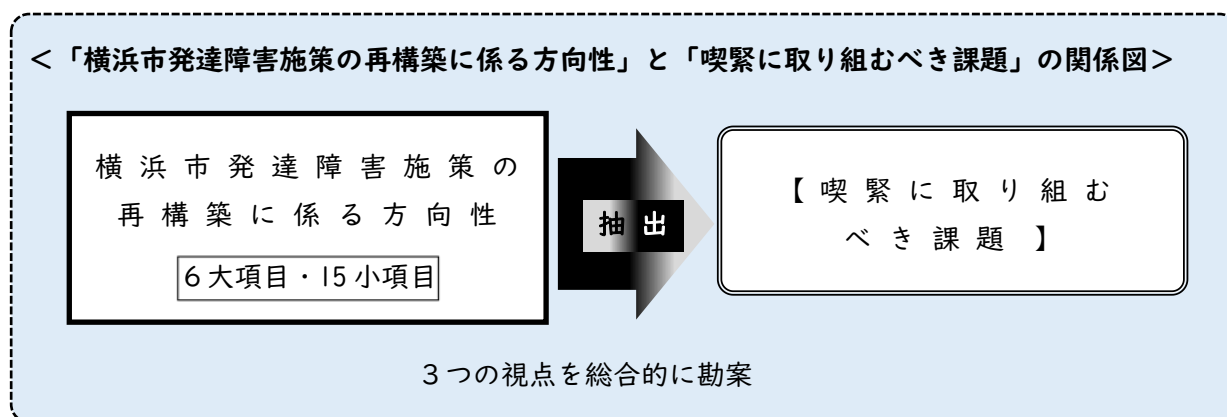 ＜「横浜市発達障害施策の再構築に係る方向性」と「喫緊に取り組むべき課題」の関係図＞
横浜市発達障害施策の
再構築に係る方向性
６大項目・15小項目
抽出
【喫緊に取り組む
べき課題】
３つの視点を総合的に勘案